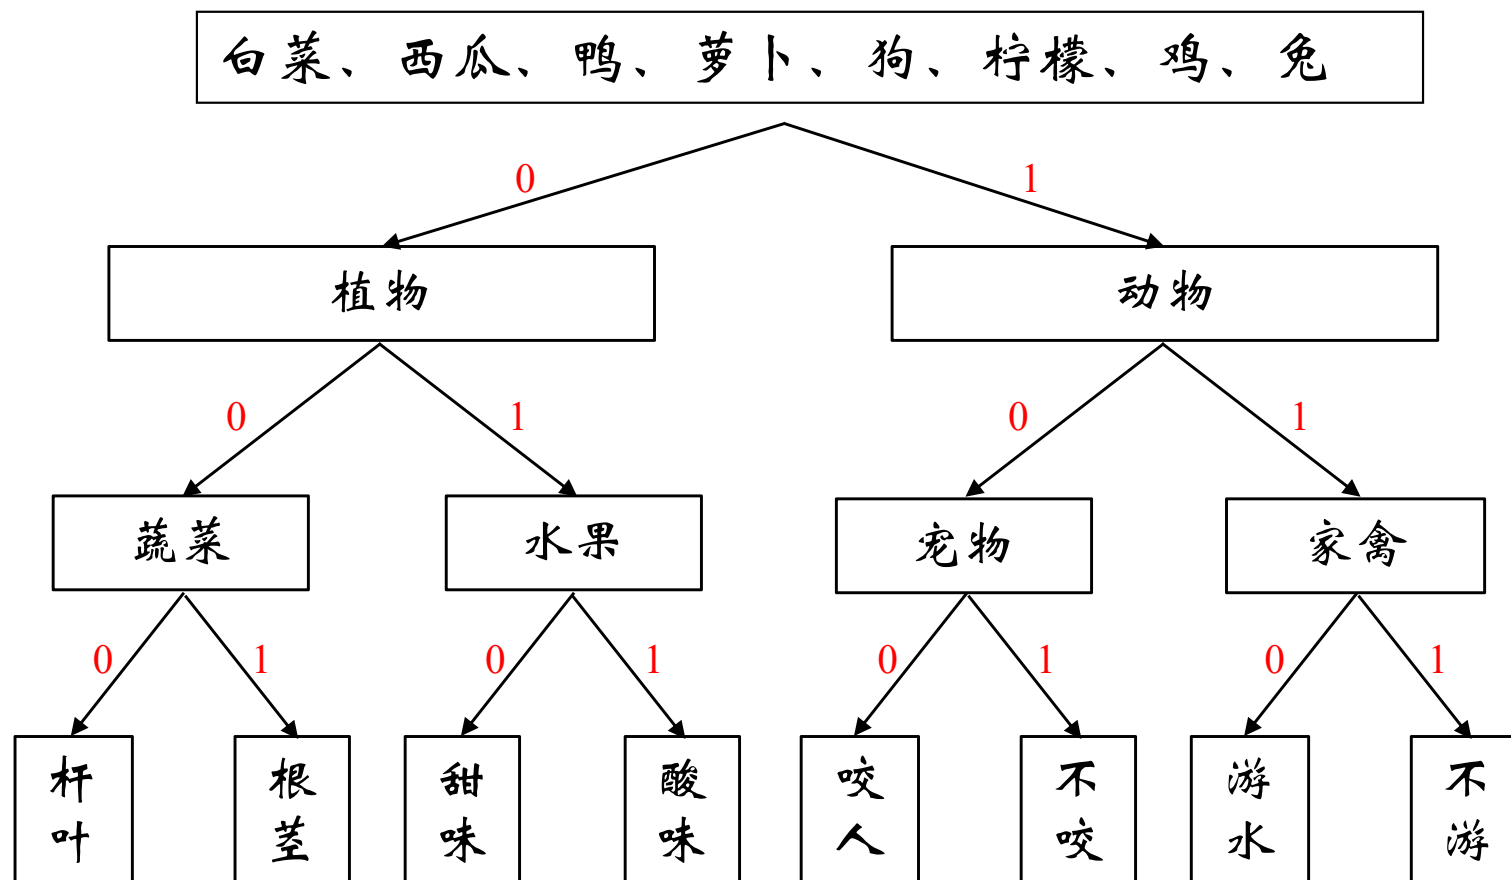 白菜、西瓜、鸭、萝卜、狗、柠檬、鸡、兔
0 1
植物 动物
0 1 0 1
蔬菜 水果 宠物 家禽
0 1 0 1 0 1 0 1
杆叶 根茎 甜味 酸味 咬人 不咬 游水 不游